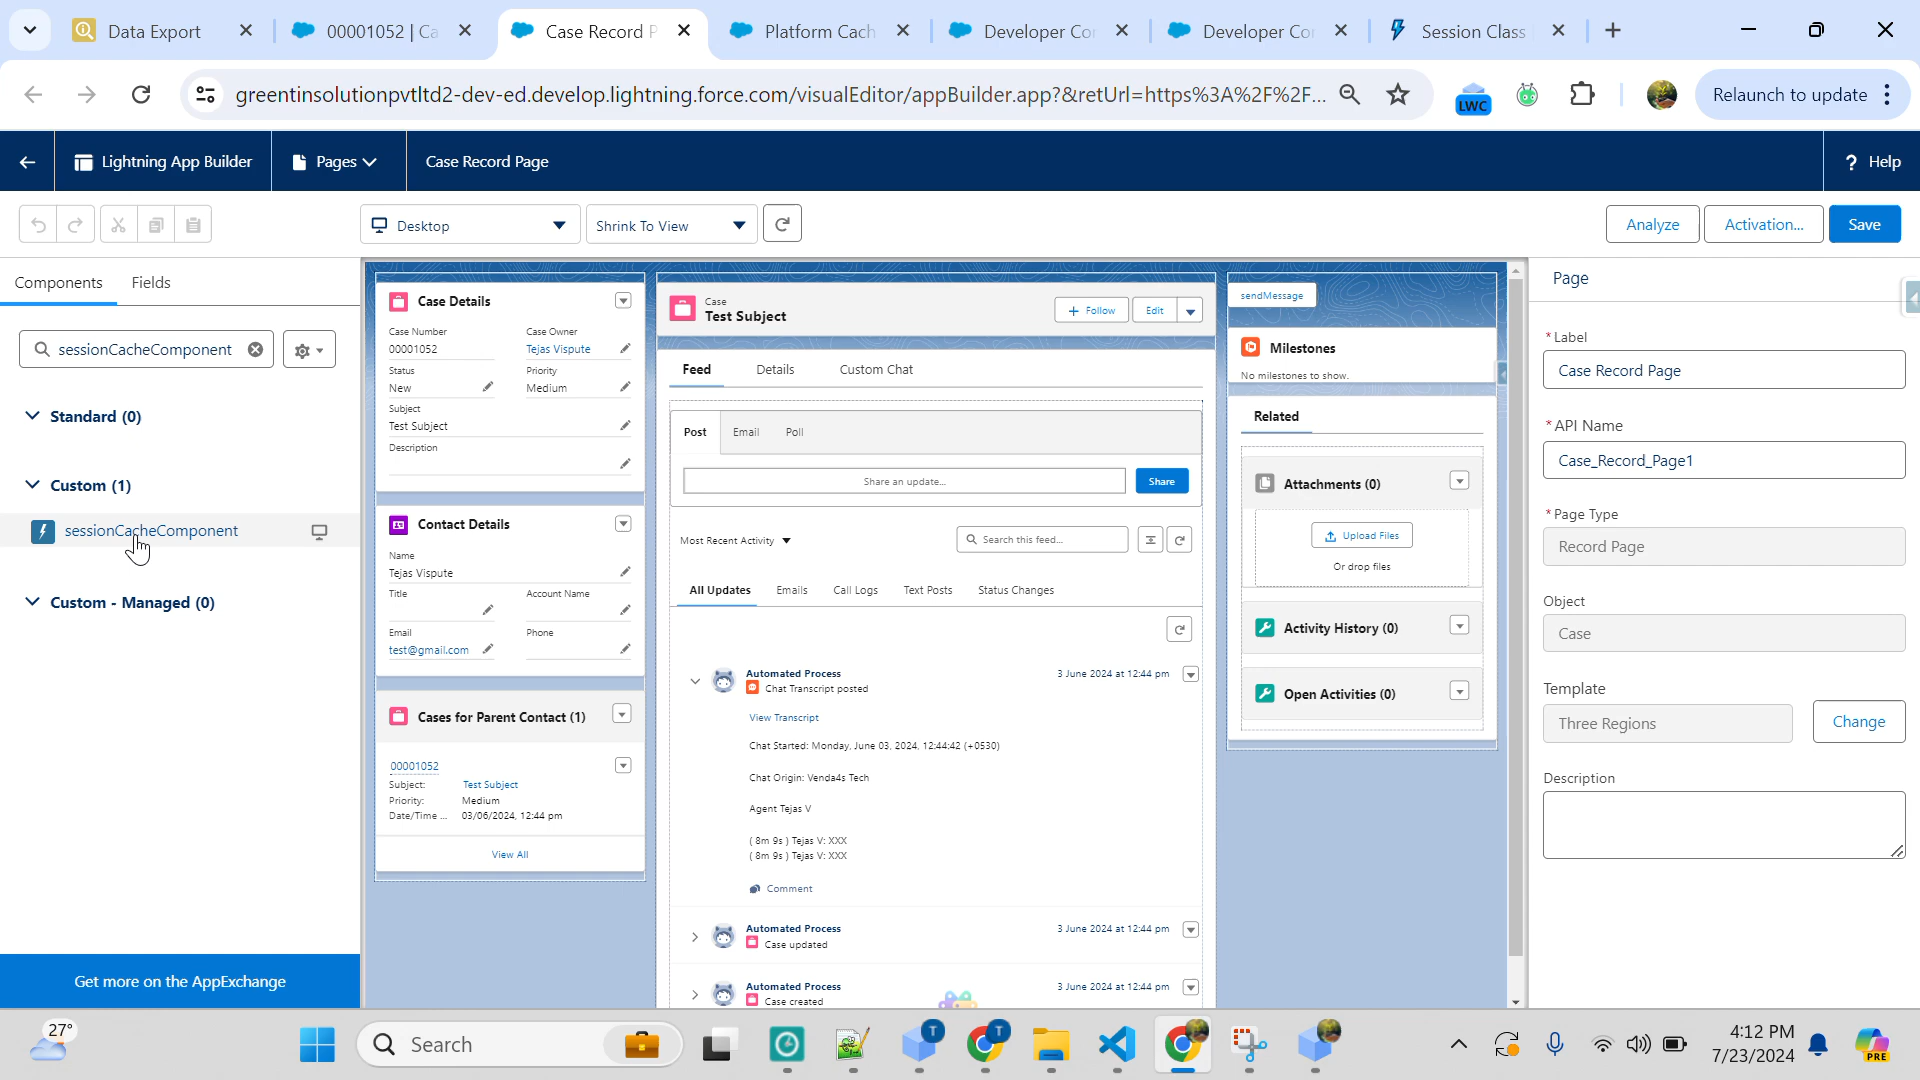 Data Export
00001052 | Ca
Case Record P
Platform Cach
Developer Co
Developer Co
Session Class
greentinsolutionpvtltd2-dev-ed.develop.lightning.force.com/visualEditor/appBuilder.app?&retUrl=https%3A%2F%2F...
LWC
Relaunch to update
Lightning App Builder
Pages
Case Record Page
? Help
Desktop
Shrink To View
Analyze
Activation...
Save
Components
Fields
sessionCacheComponent
Standard (0)
Custom (1)
sessionCacheComponent
Custom - Managed (0)
Get more on the AppExchange
Case Details
Case Number
Case Owner
00001052
Tejas Vispute
Status
Priority
New
Medium
Subject
Test Subject
Description
Contact Details
Name
Tejas Vispute
Title
Account Name
Email
Phone
test@gmail.com
Cases for Parent Contact (1)
00001052
Subject:
Test Subject
Priority:
Medium
Date/Time ...
03/06/2024, 12:44 pm
View All
Case
Test Subject
+ Follow
Edit
Feed
Details
Custom Chat
Post
Email
Poll
Share an update...
Share
Most Recent Activity
Search this feed...
All Updates
Emails
Call Logs
Text Posts
Status Changes
Automated Process
3 June 2024 at 12:44 pm
Chat Transcript posted
View Transcript
Chat Started: Monday, June 03, 2024, 12:44:42 (+0530)
Chat Origin: Venda4s Tech
Agent Tejas V
( 8m 9s ) Tejas V: XXX
( 8m 9s ) Tejas V: XXX
Comment
Automated Process
3 June 2024 at 12:44 pm
Case updated
Automated Process
3 June 2024 at 12:44 pm
Case created
sendMessage
Milestones
No milestones to show.
Related
Attachments (0)
Upload Files
Or drop files
Activity History (0)
Open Activities (0)
Page
* Label
Case Record Page
* API Name
Case_Record_Page1
* Page Type
Record Page
Object
Case
Template
Three Regions
Change
Description
27°
Search
T
T
4:12 PM
7/23/2024
PRE